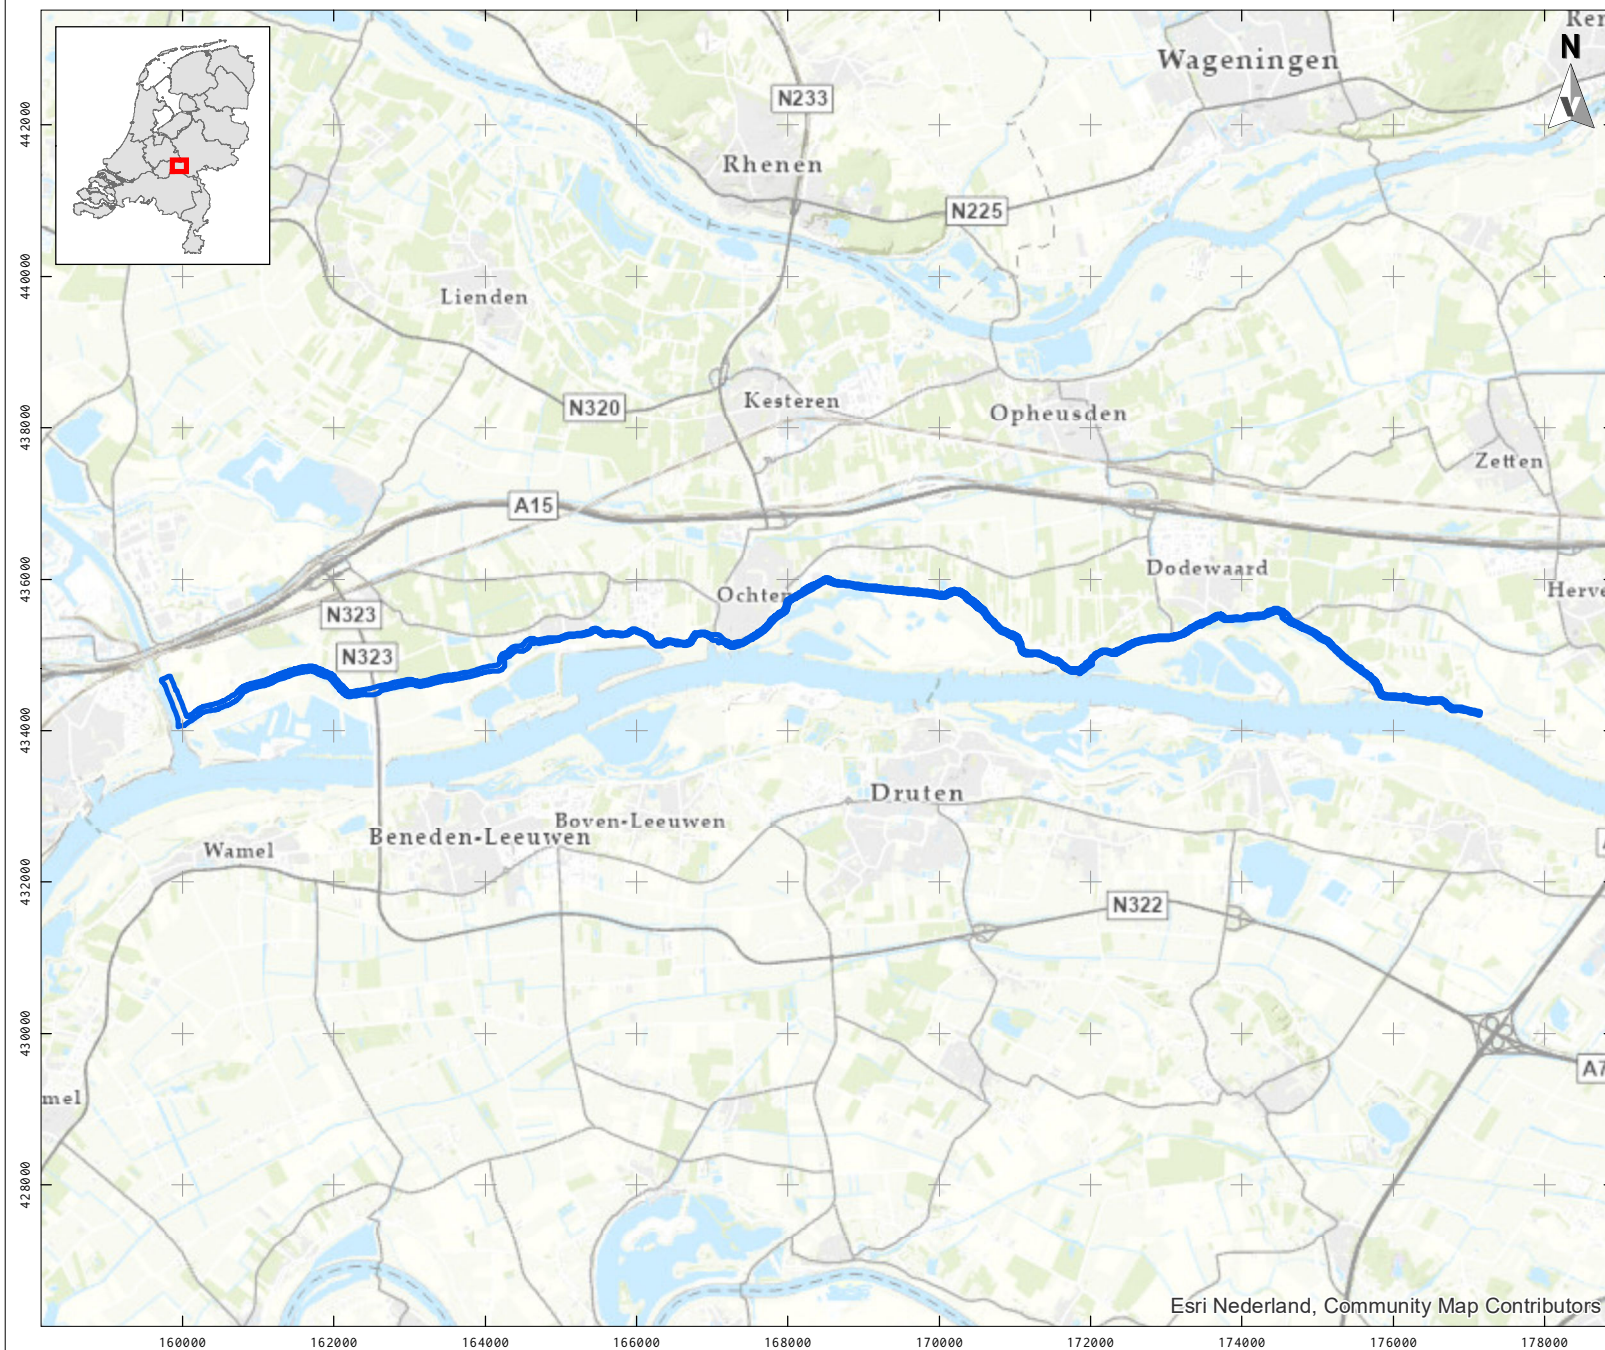 Ren
N
Wageningen
N233
442000
Rhenen
N225
440000
Lienden
N320
Kesteren
Opheusden
438000
Zetten
A15
436000
Dodewaard
Ochten
Herve
N323
N323
434000
Druten
Boven-Leeuwen
Beneden-Leeuwen
Wamel
432000
N322
430000
A7
mel
428000
Esri Nederland, Community Map Contributors
160000 162000 164000 166000 168000 170000 172000 174000 176000 178000